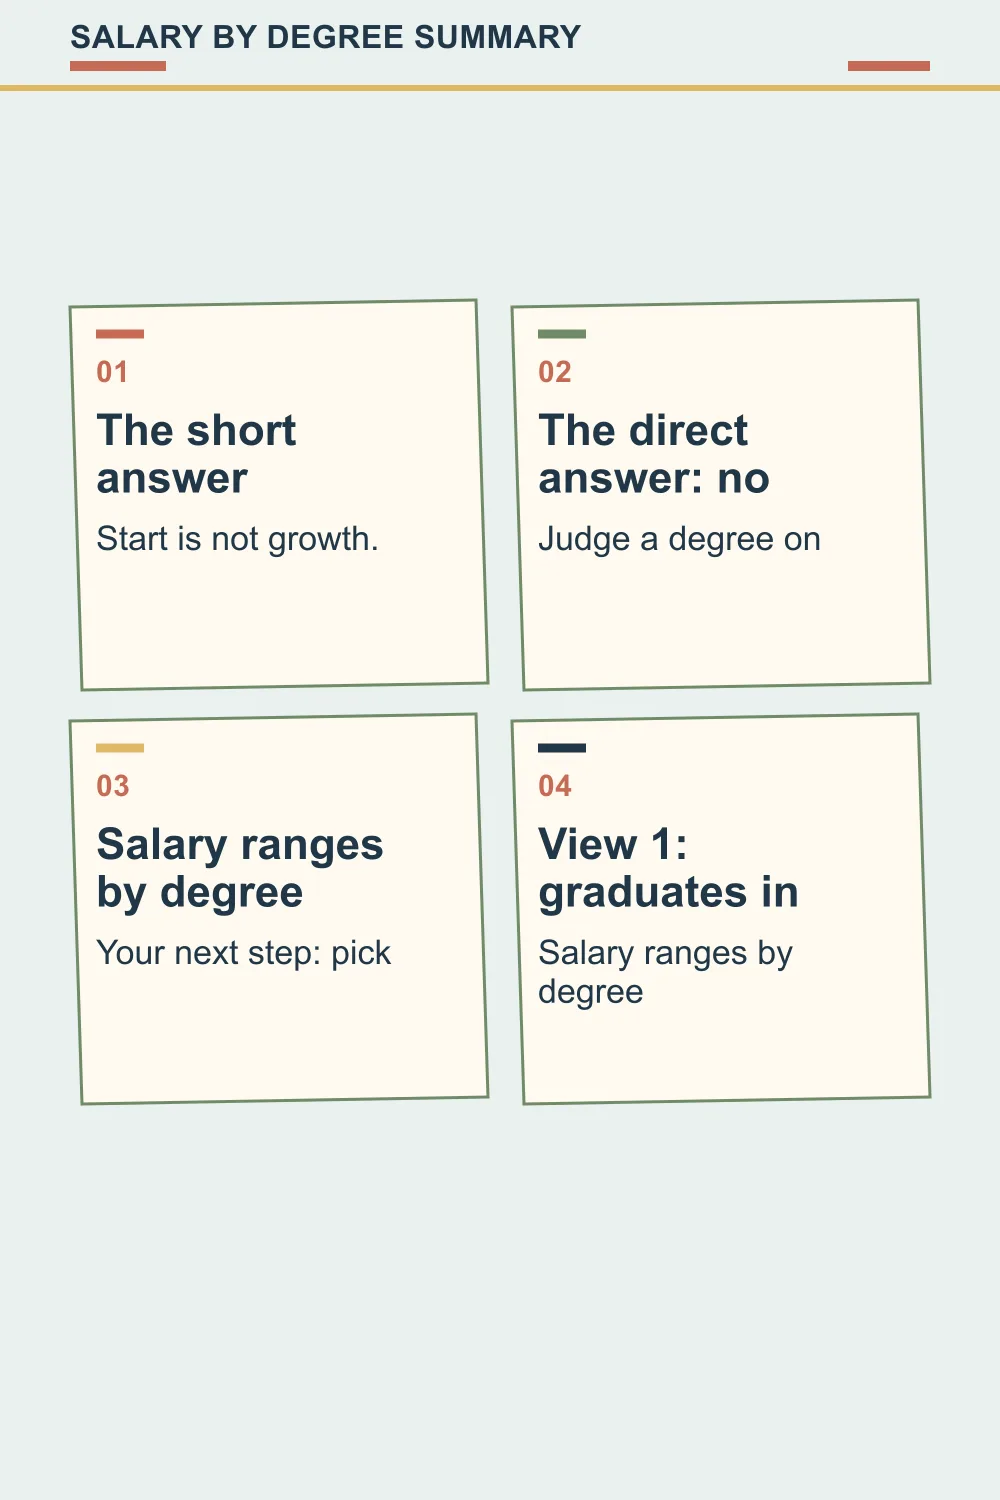 SALARY BY DEGREE SUMMARY
01
The short
answer
Start is not growth.
02
The direct
answer: no
Judge a degree on
03
Salary ranges
by degree
Your next step: pick
04
View 1:
graduates in
Salary ranges by
degree